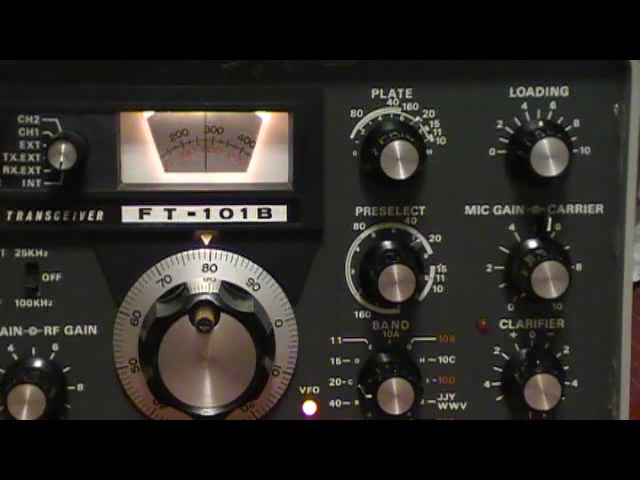 PLATE
40
80 160 20
15
11
10
LOADING
4 6
2 8
0 10
CH2
CH1
EXT
TX.EXT
RX.EXT
INT
200 300 400
TRANSCEIVER
FT-101B
PRESELECT
40
80 20
15
11
10
160
MIC GAIN CARRIER
4 6
2 8
0 10
25KHz
OFF
100KHz
80
70 90
60 0
50
GAIN RF GAIN
4 6
8
BAND
10A
11 10B
15 10C
20 10D
40 JJY
WWV
VFO
CLARIFIER
+ 0 -
2 2
4 4